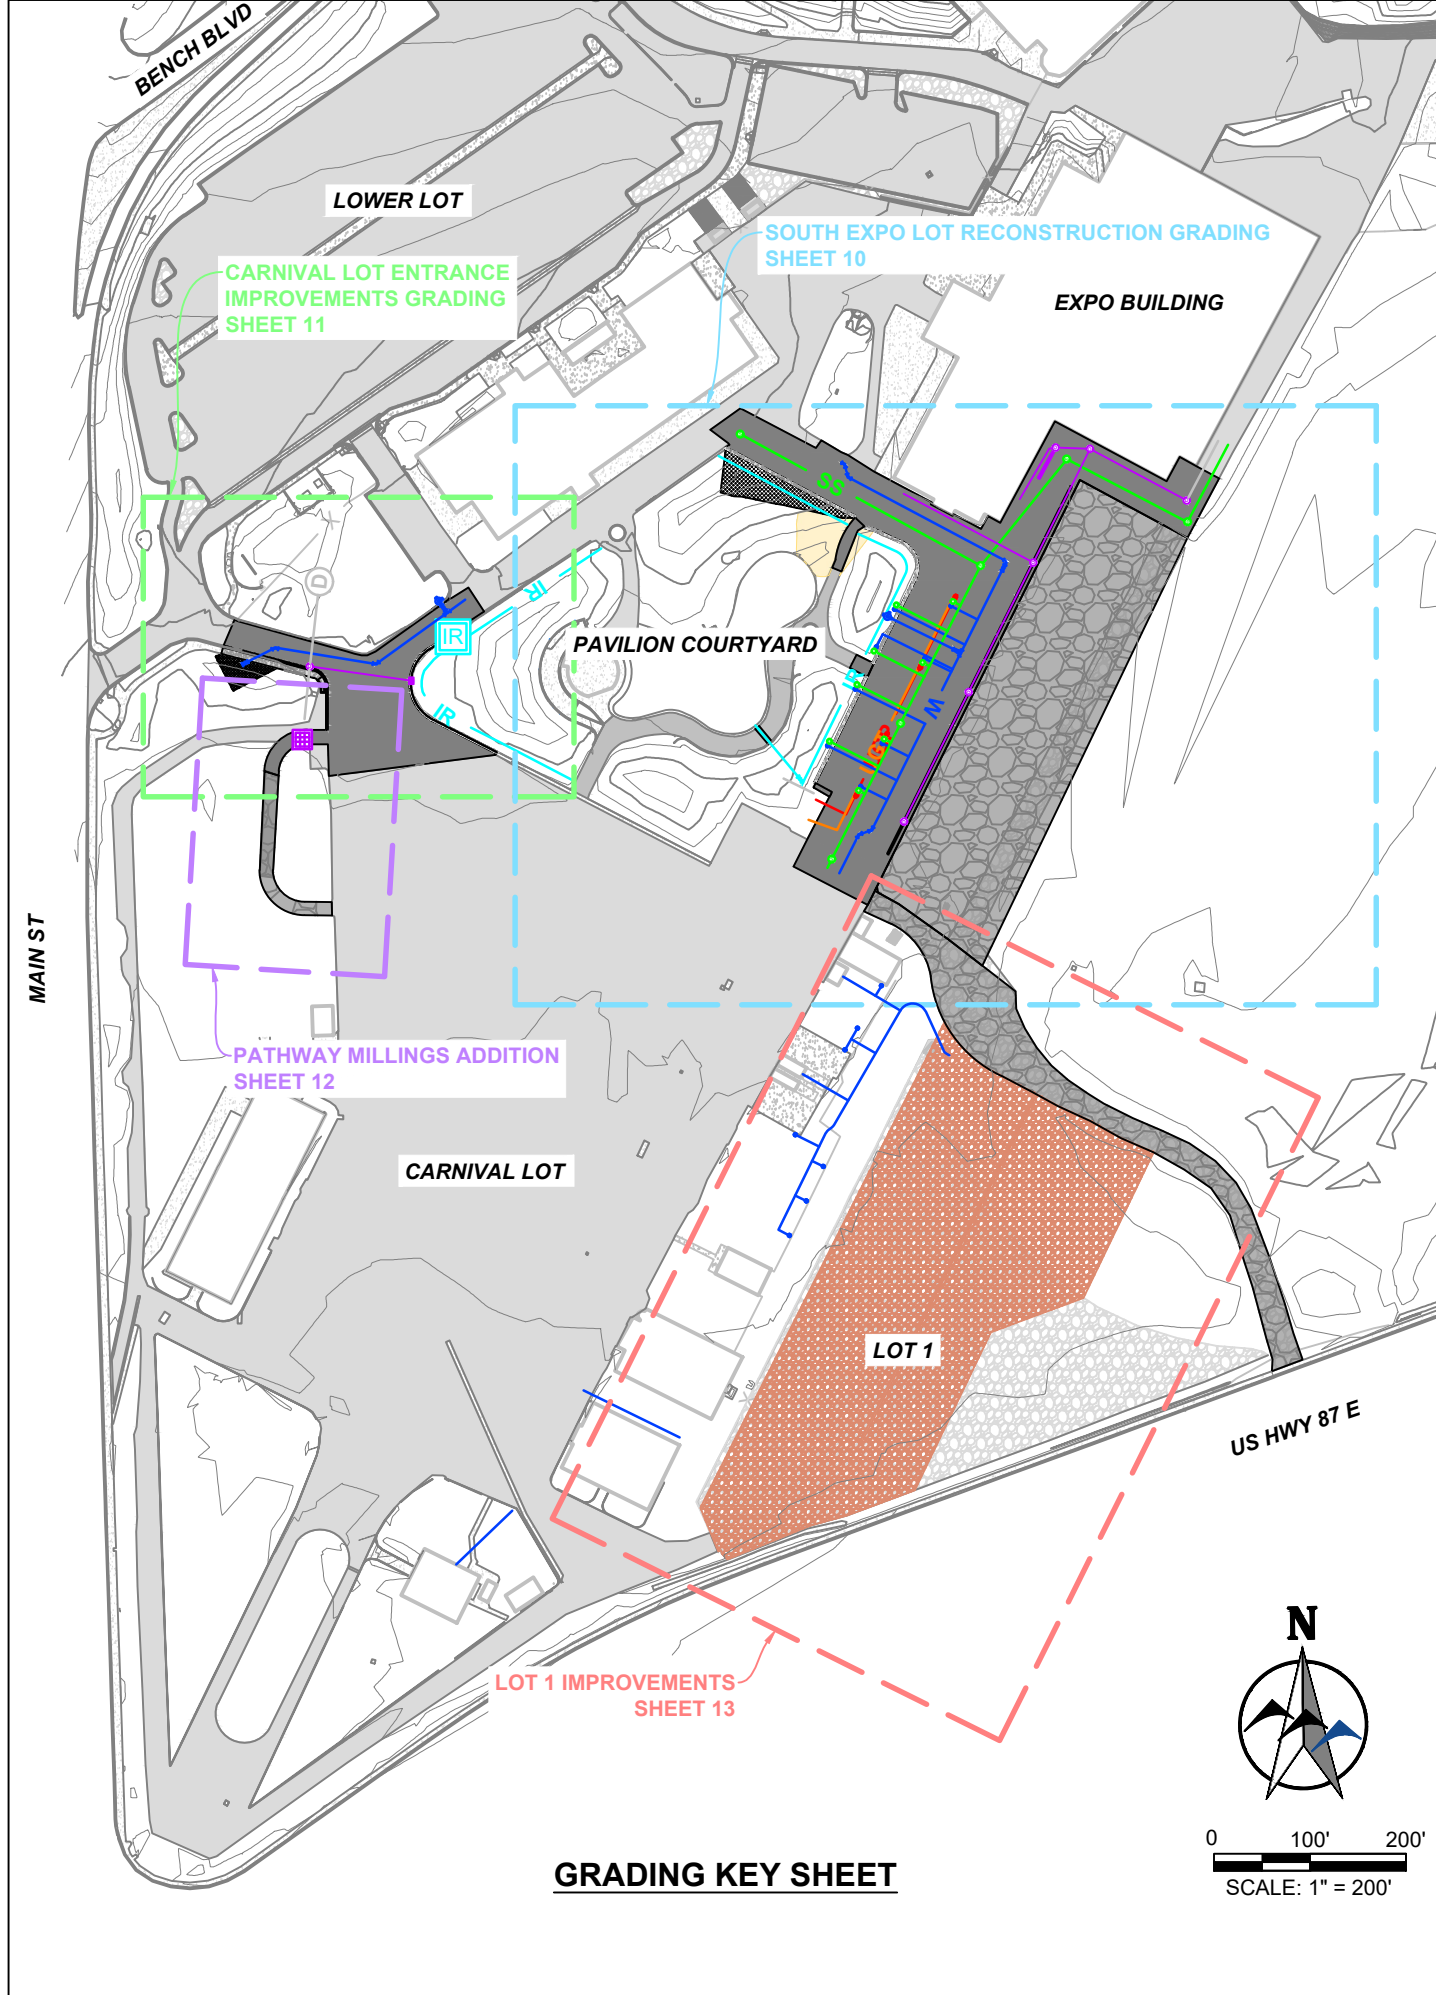 BENCH BLVD
LOWER LOT
SOUTH EXPO LOT RECONSTRUCTION GRADING
SHEET 10
CARNIVAL LOT ENTRANCE
IMPROVEMENTS GRADING
SHEET 11
EXPO BUILDING
SS
D
IR
IR
PAVILION COURTYARD
IR
IR
W
MAIN ST
PATHWAY MILLINGS ADDITION
SHEET 12
CARNIVAL LOT
LOT 1
US HWY 87 E
LOT 1 IMPROVEMENTS
SHEET 13
N
0 100' 200'
SCALE: 1" = 200'
GRADING KEY SHEET